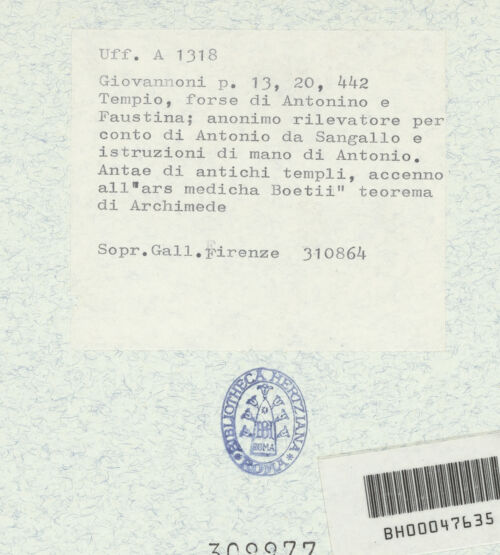 Uff. A 1318
Giovannoni p. 13, 20, 442
Tempio, forse di Antonino e
Faustina; anonimo rilevatore per
conto di Antonio da Sangallo e
istruzioni di mano di Antonio.
Antae di antichi templi, accenno
all"ars medicha Boetii" teorema
di Archimede
Sopr.Gall.Firenze 310864
BIBLIOTHECA HERTZIANA
ROMA
* ROMA *
BH00047635